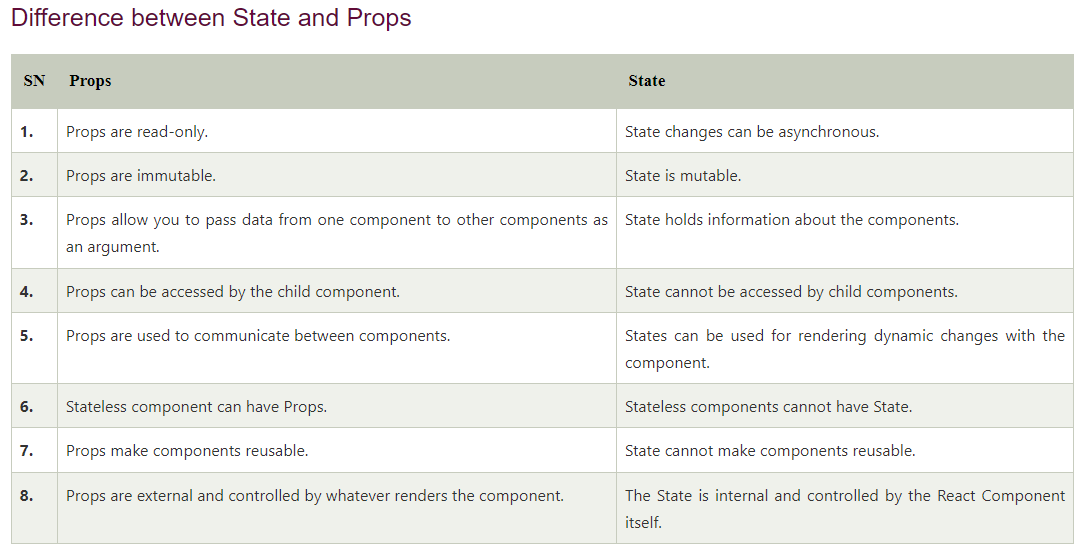 Difference between State and Props
SN Props State
1. Props are read-only. State changes can be asynchronous.
2. Props are immutable. State is mutable.
3. Props allow you to pass data from one component to other components as State holds information about the components.
an argument.
4. Props can be accessed by the child component. State cannot be accessed by child components.
5. Props are used to communicate between components. States can be used for rendering dynamic changes with the
component.
6. Stateless component can have Props. Stateless components cannot have State.
7. Props make components reusable. State cannot make components reusable.
8. Props are external and controlled by whatever renders the component. The State is internal and controlled by the React Component
itself.